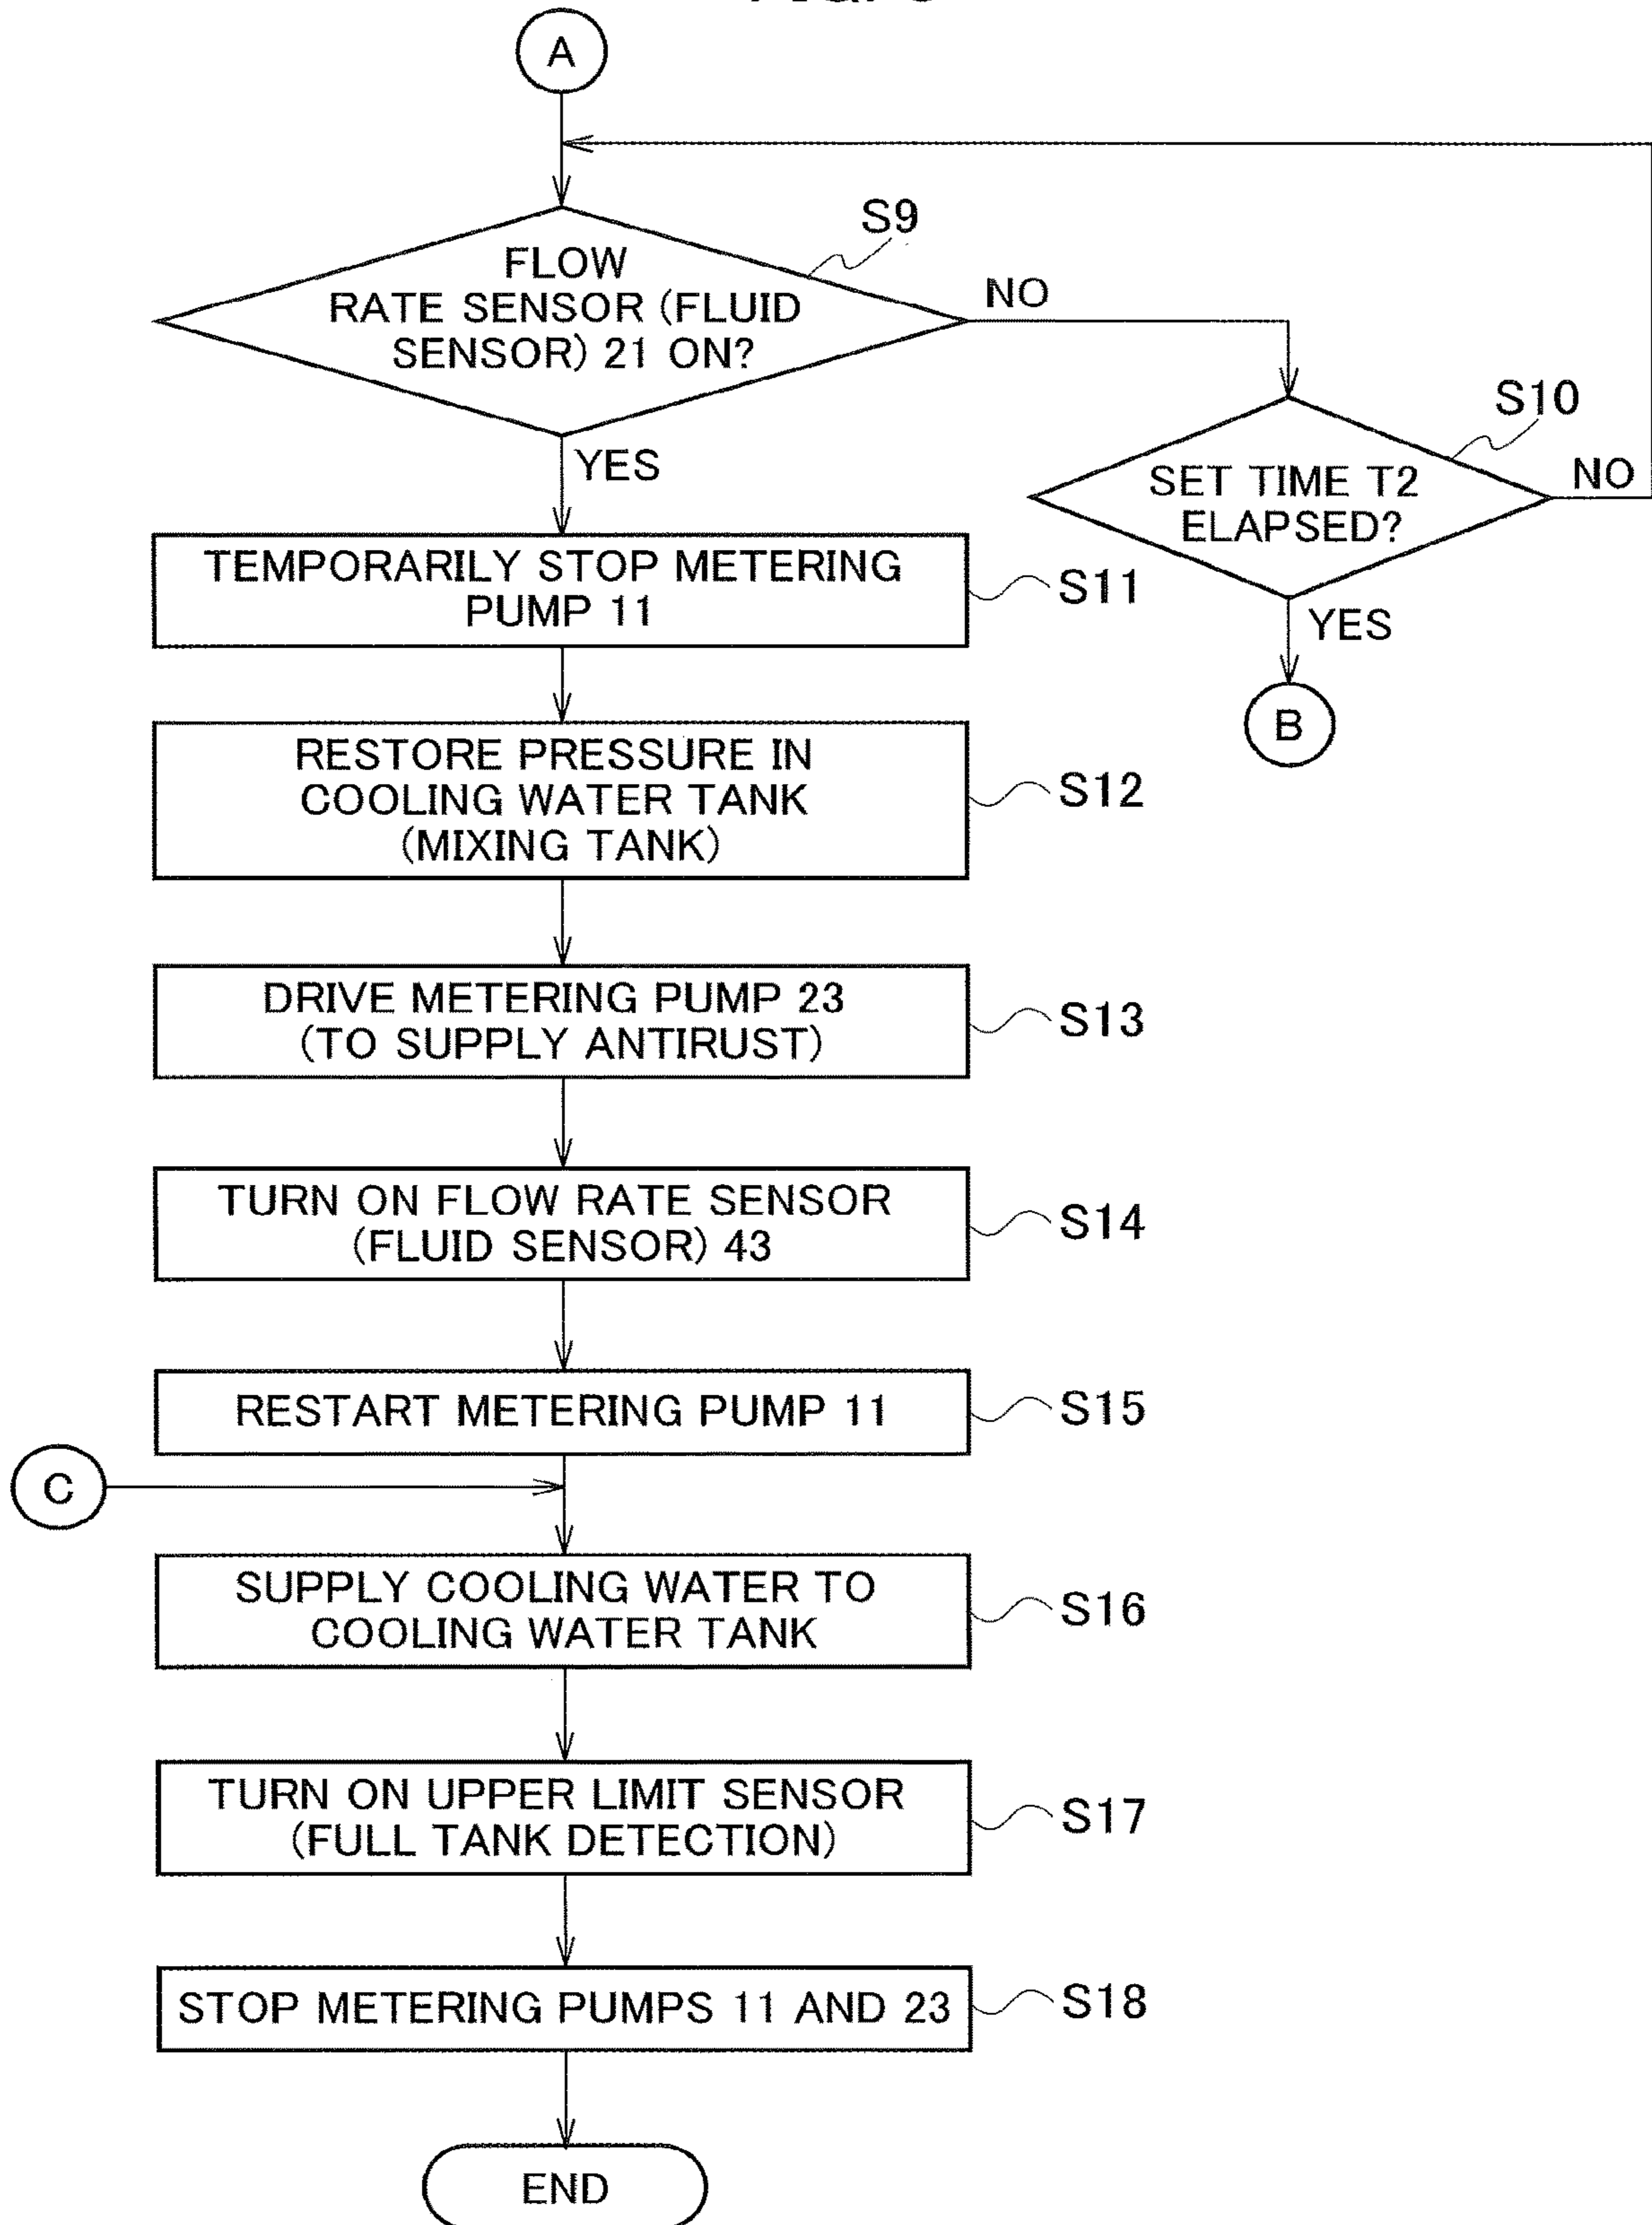 A
S9
FLOW
RATE SENSOR (FLUID
SENSOR) 21 ON?
NO
YES
S10
SET TIME T2
ELAPSED?
NO
YES
B
TEMPORARILY STOP METERING
PUMP 11
S11
RESTORE PRESSURE IN
COOLING WATER TANK
(MIXING TANK)
S12
DRIVE METERING PUMP 23
(TO SUPPLY ANTIRUST)
S13
TURN ON FLOW RATE SENSOR
(FLUID SENSOR) 43
S14
RESTART METERING PUMP 11
S15
C
SUPPLY COOLING WATER TO
COOLING WATER TANK
S16
TURN ON UPPER LIMIT SENSOR
(FULL TANK DETECTION)
S17
STOP METERING PUMPS 11 AND 23
S18
END